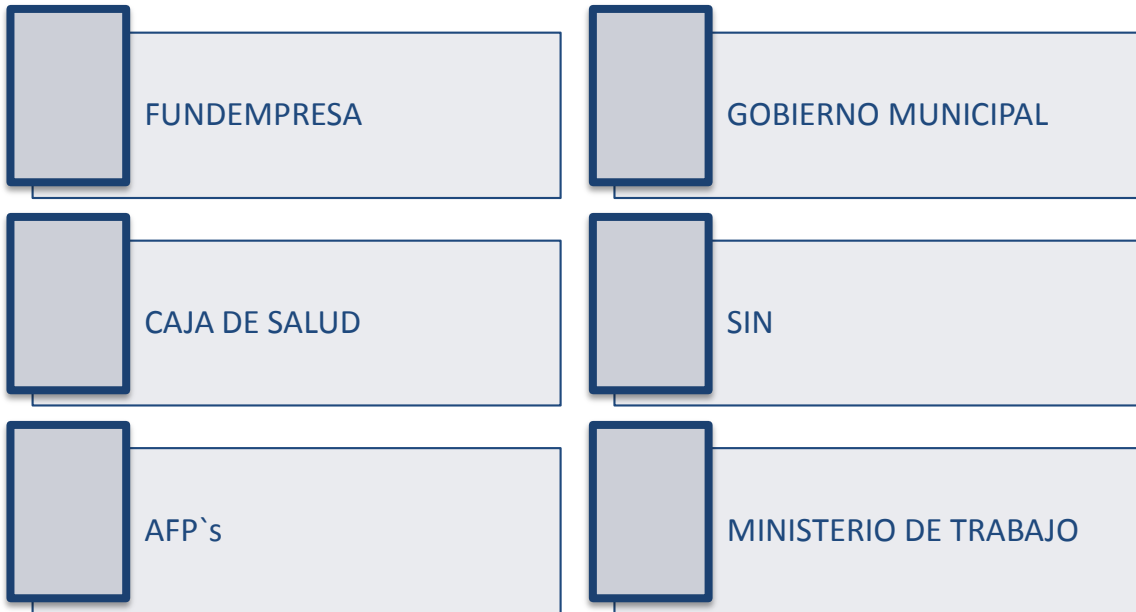 FUNDEMPRESA
GOBIERNO MUNICIPAL
CAJA DE SALUD
SIN
AFP`s
MINISTERIO DE TRABAJO